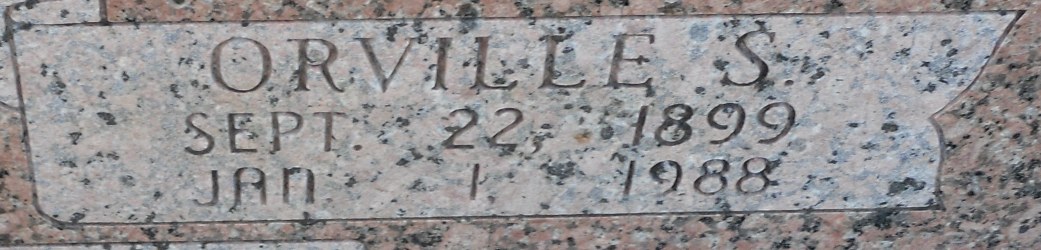 ORVILLE S.
SEPT. 22, 1899
JAN 1 1988